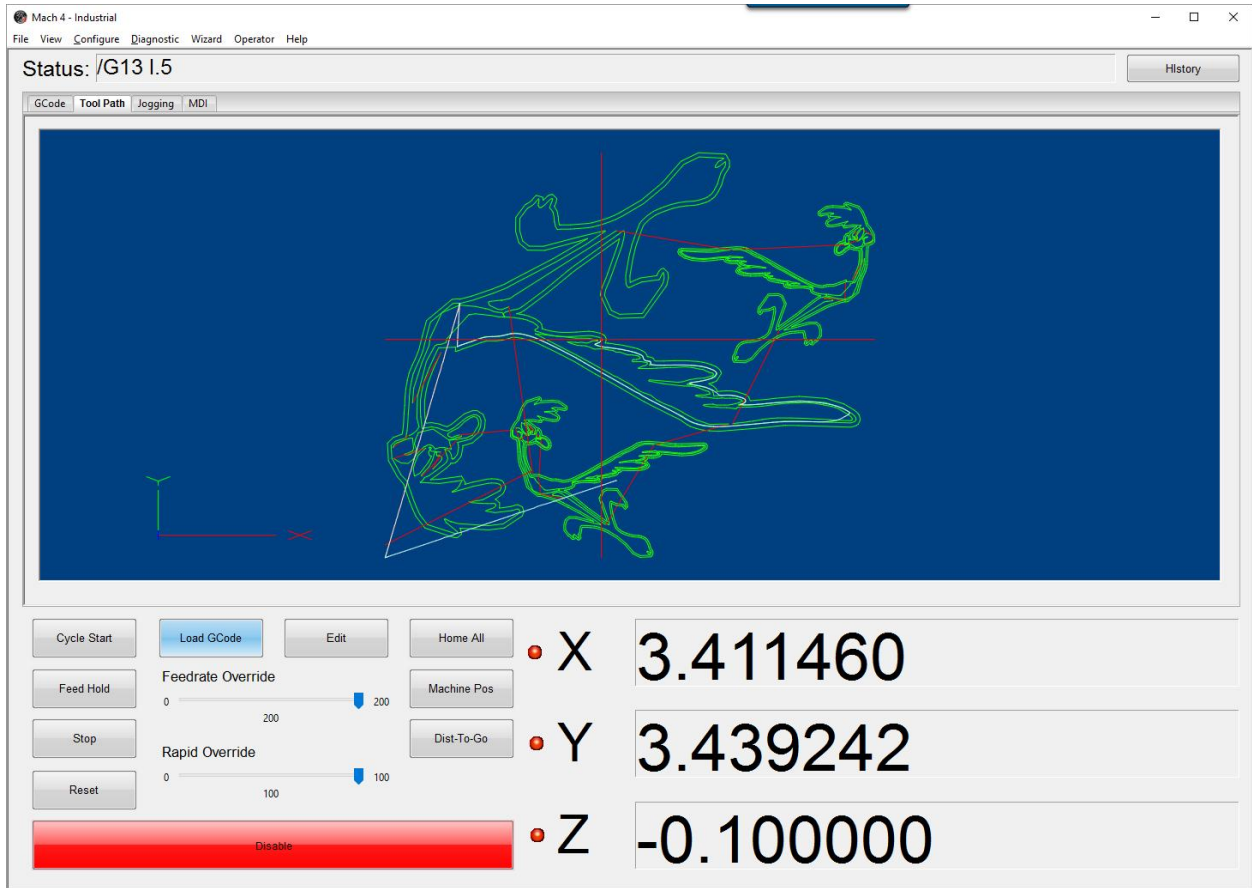 Mach 4 - Industrial
File View Configure Diagnostic Wizard Operator Help
Status: /G13 I.5
HIstory
GCode Tool Path Jogging MDI
Y
X
Cycle Start Load GCode Edit Home All
X 3.411460
Feed Hold Feedrate Override Machine Pos
0 200
200
Stop Dist-To-Go
Y 3.439242
Rapid Override
0 100
100
Reset
Disable
Z -0.100000